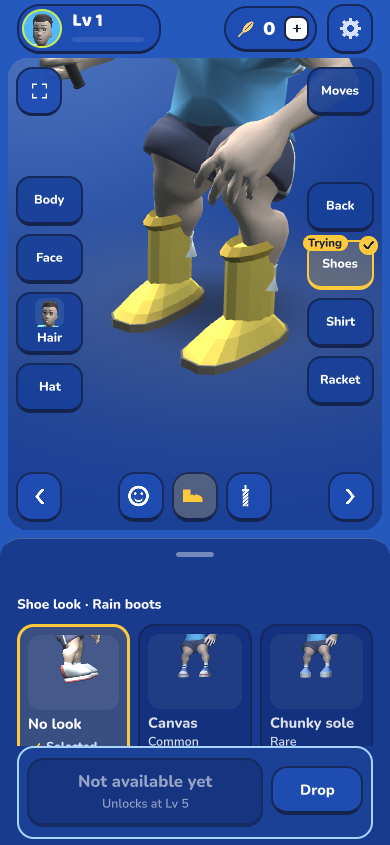 Lv 1
0
+
Moves
Body
Back
Trying
Face
Shoes
Hair
Shirt
Hat
Racket
Shoe look · Rain boots
No look
Canvas
Chunky sole
✓ Selected
Common
Rare
Not available yet
Unlocks at Lv 5
Drop